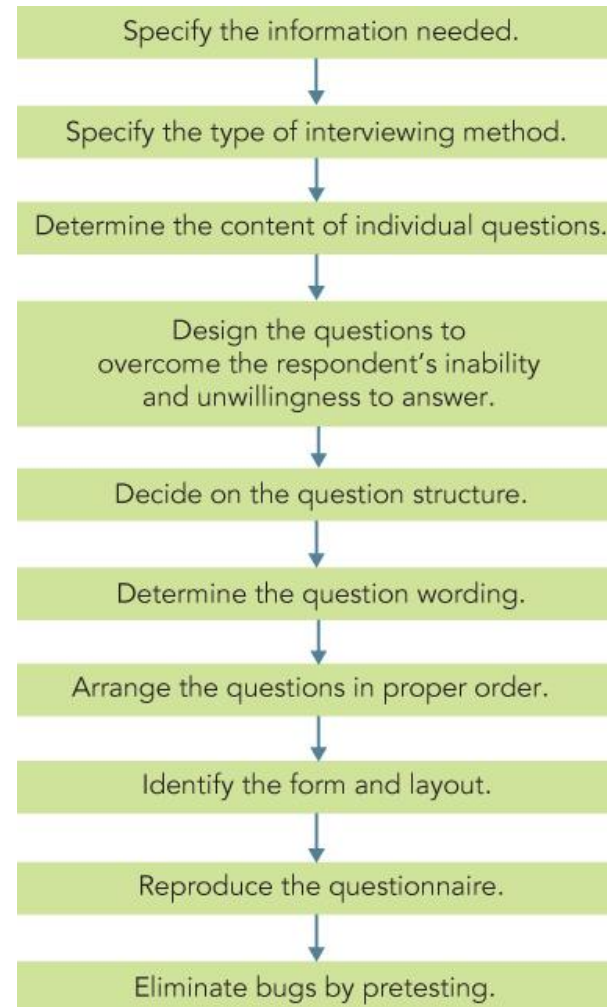 Specify the information needed.
Specify the type of interviewing method.
Determine the content of individual questions.
Design the questions to
overcome the respondent's inability
and unwillingness to answer.
Decide on the question structure.
Determine the question wording.
Arrange the questions in proper order.
Identify the form and layout.
Reproduce the questionnaire.
Eliminate bugs by pretesting.